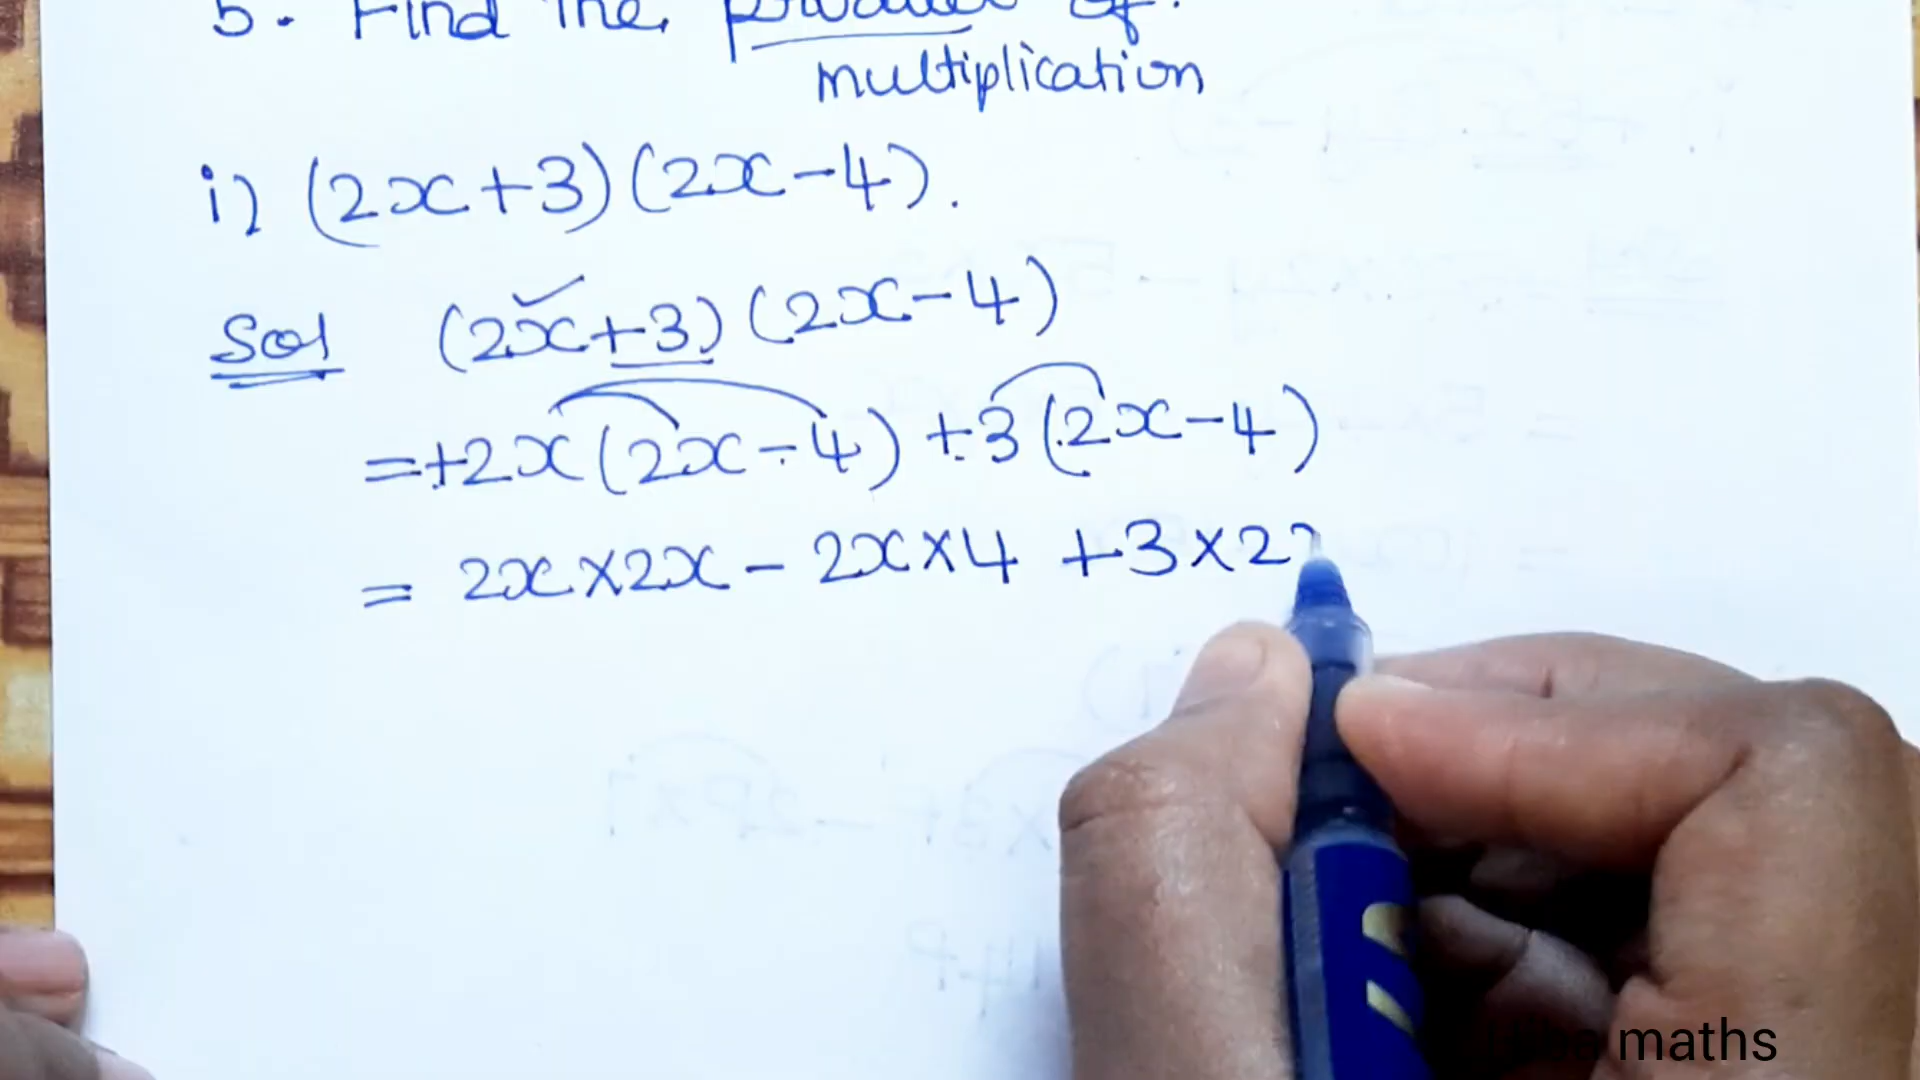 5. Find the product of.
multiplication
i) (2x+3)(2x-4).
Sol (2x+3)(2x-4)
=+2x(2x-4)+3(2x-4)
= 2x×2x - 2x×4 +3×2x
maths